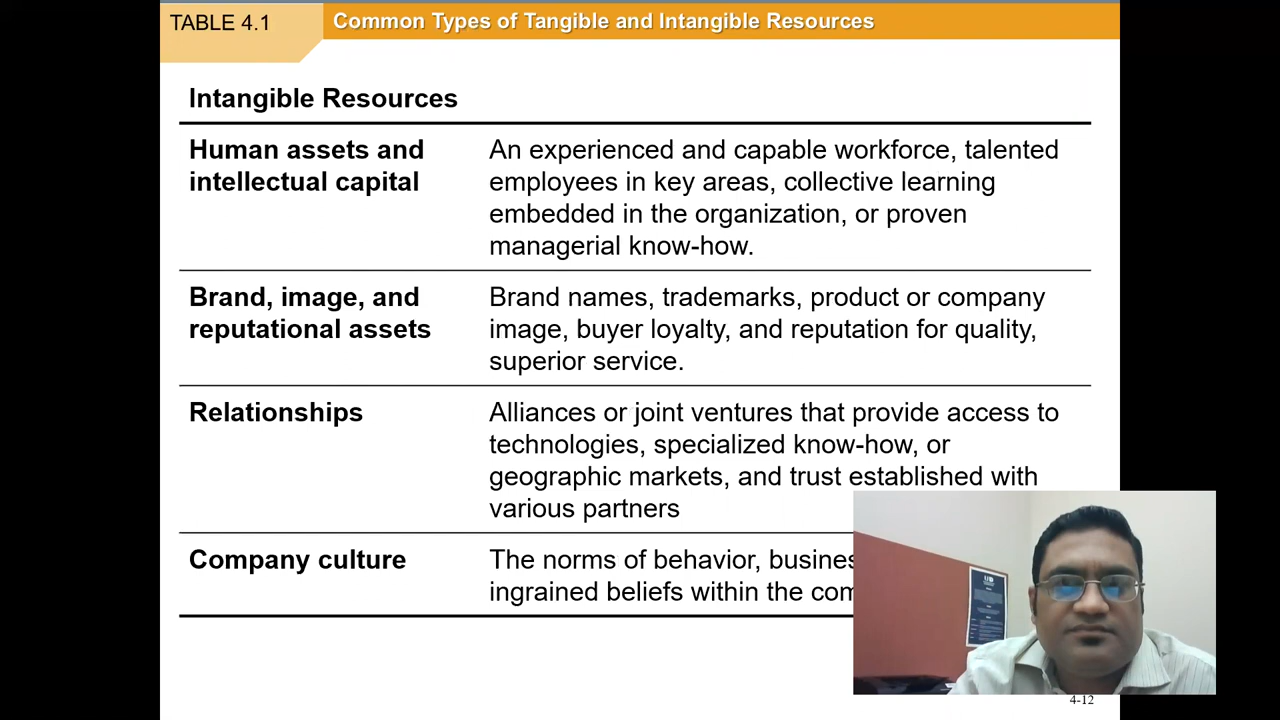 TABLE 4.1
Common Types of Tangible and Intangible Resources
Intangible Resources
Human assets and
intellectual capital
An experienced and capable workforce, talented
employees in key areas, collective learning
embedded in the organization, or proven
managerial know-how.
Brand, image, and
reputational assets
Brand names, trademarks, product or company
image, buyer loyalty, and reputation for quality,
superior service.
Relationships
Alliances or joint ventures that provide access to
technologies, specialized know-how, or
geographic markets, and trust established with
various partners
Company culture
The norms of behavior,
ingrained beliefs within the
4-12